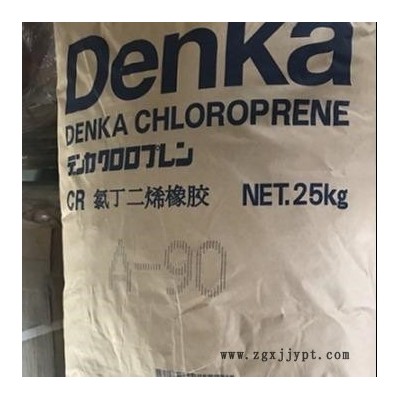 Denka
DENKA CHLOROPRENE
デンカクロロプレン
CR 氯丁二烯橡胶 NET.25kg
A-90
www.zgxjjypt.com